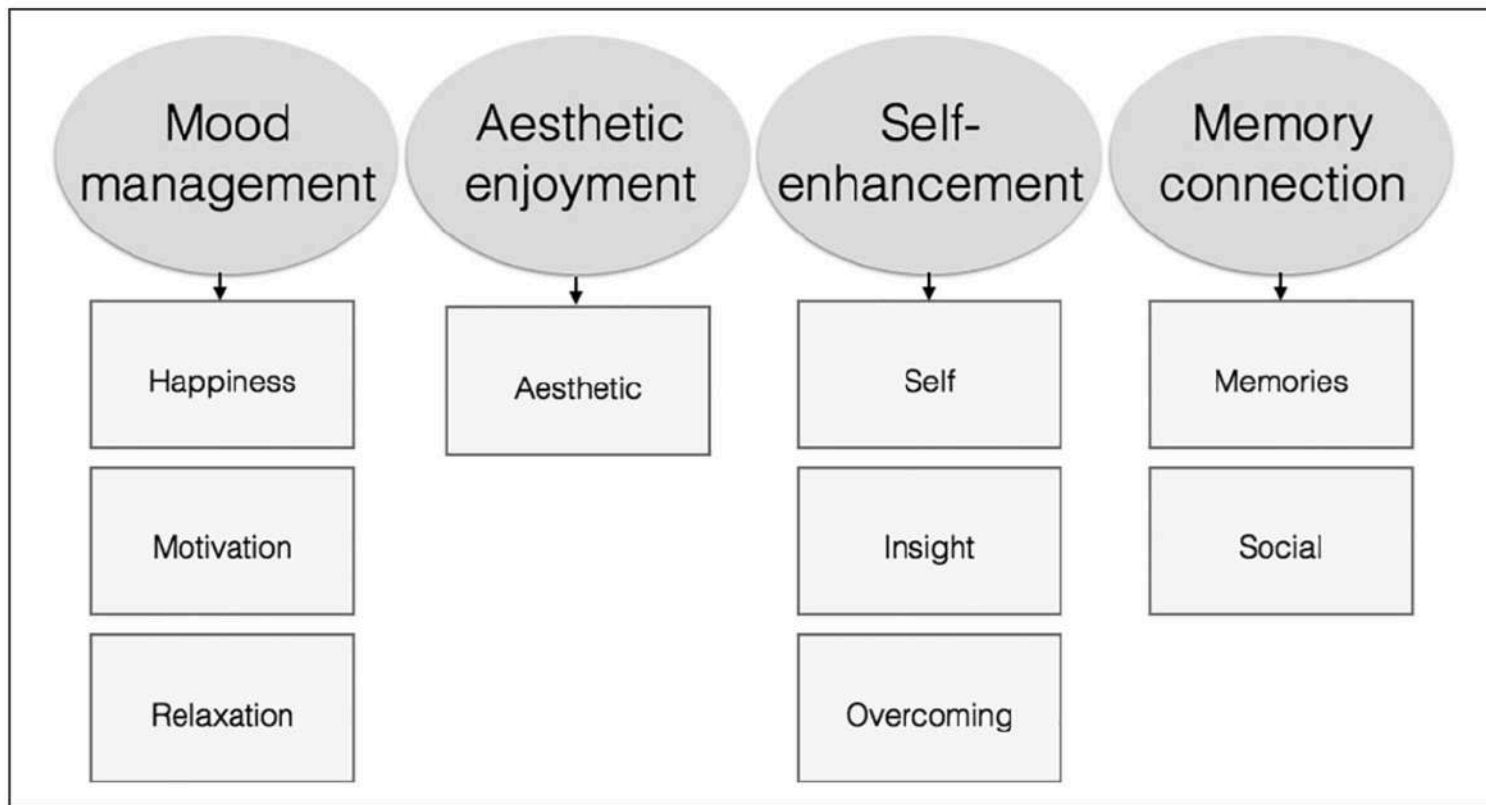 Mood
management
Aesthetic
enjoyment
Self-
enhancement
Memory
connection
Happiness
Aesthetic
Self
Memories
Motivation
Insight
Social
Relaxation
Overcoming